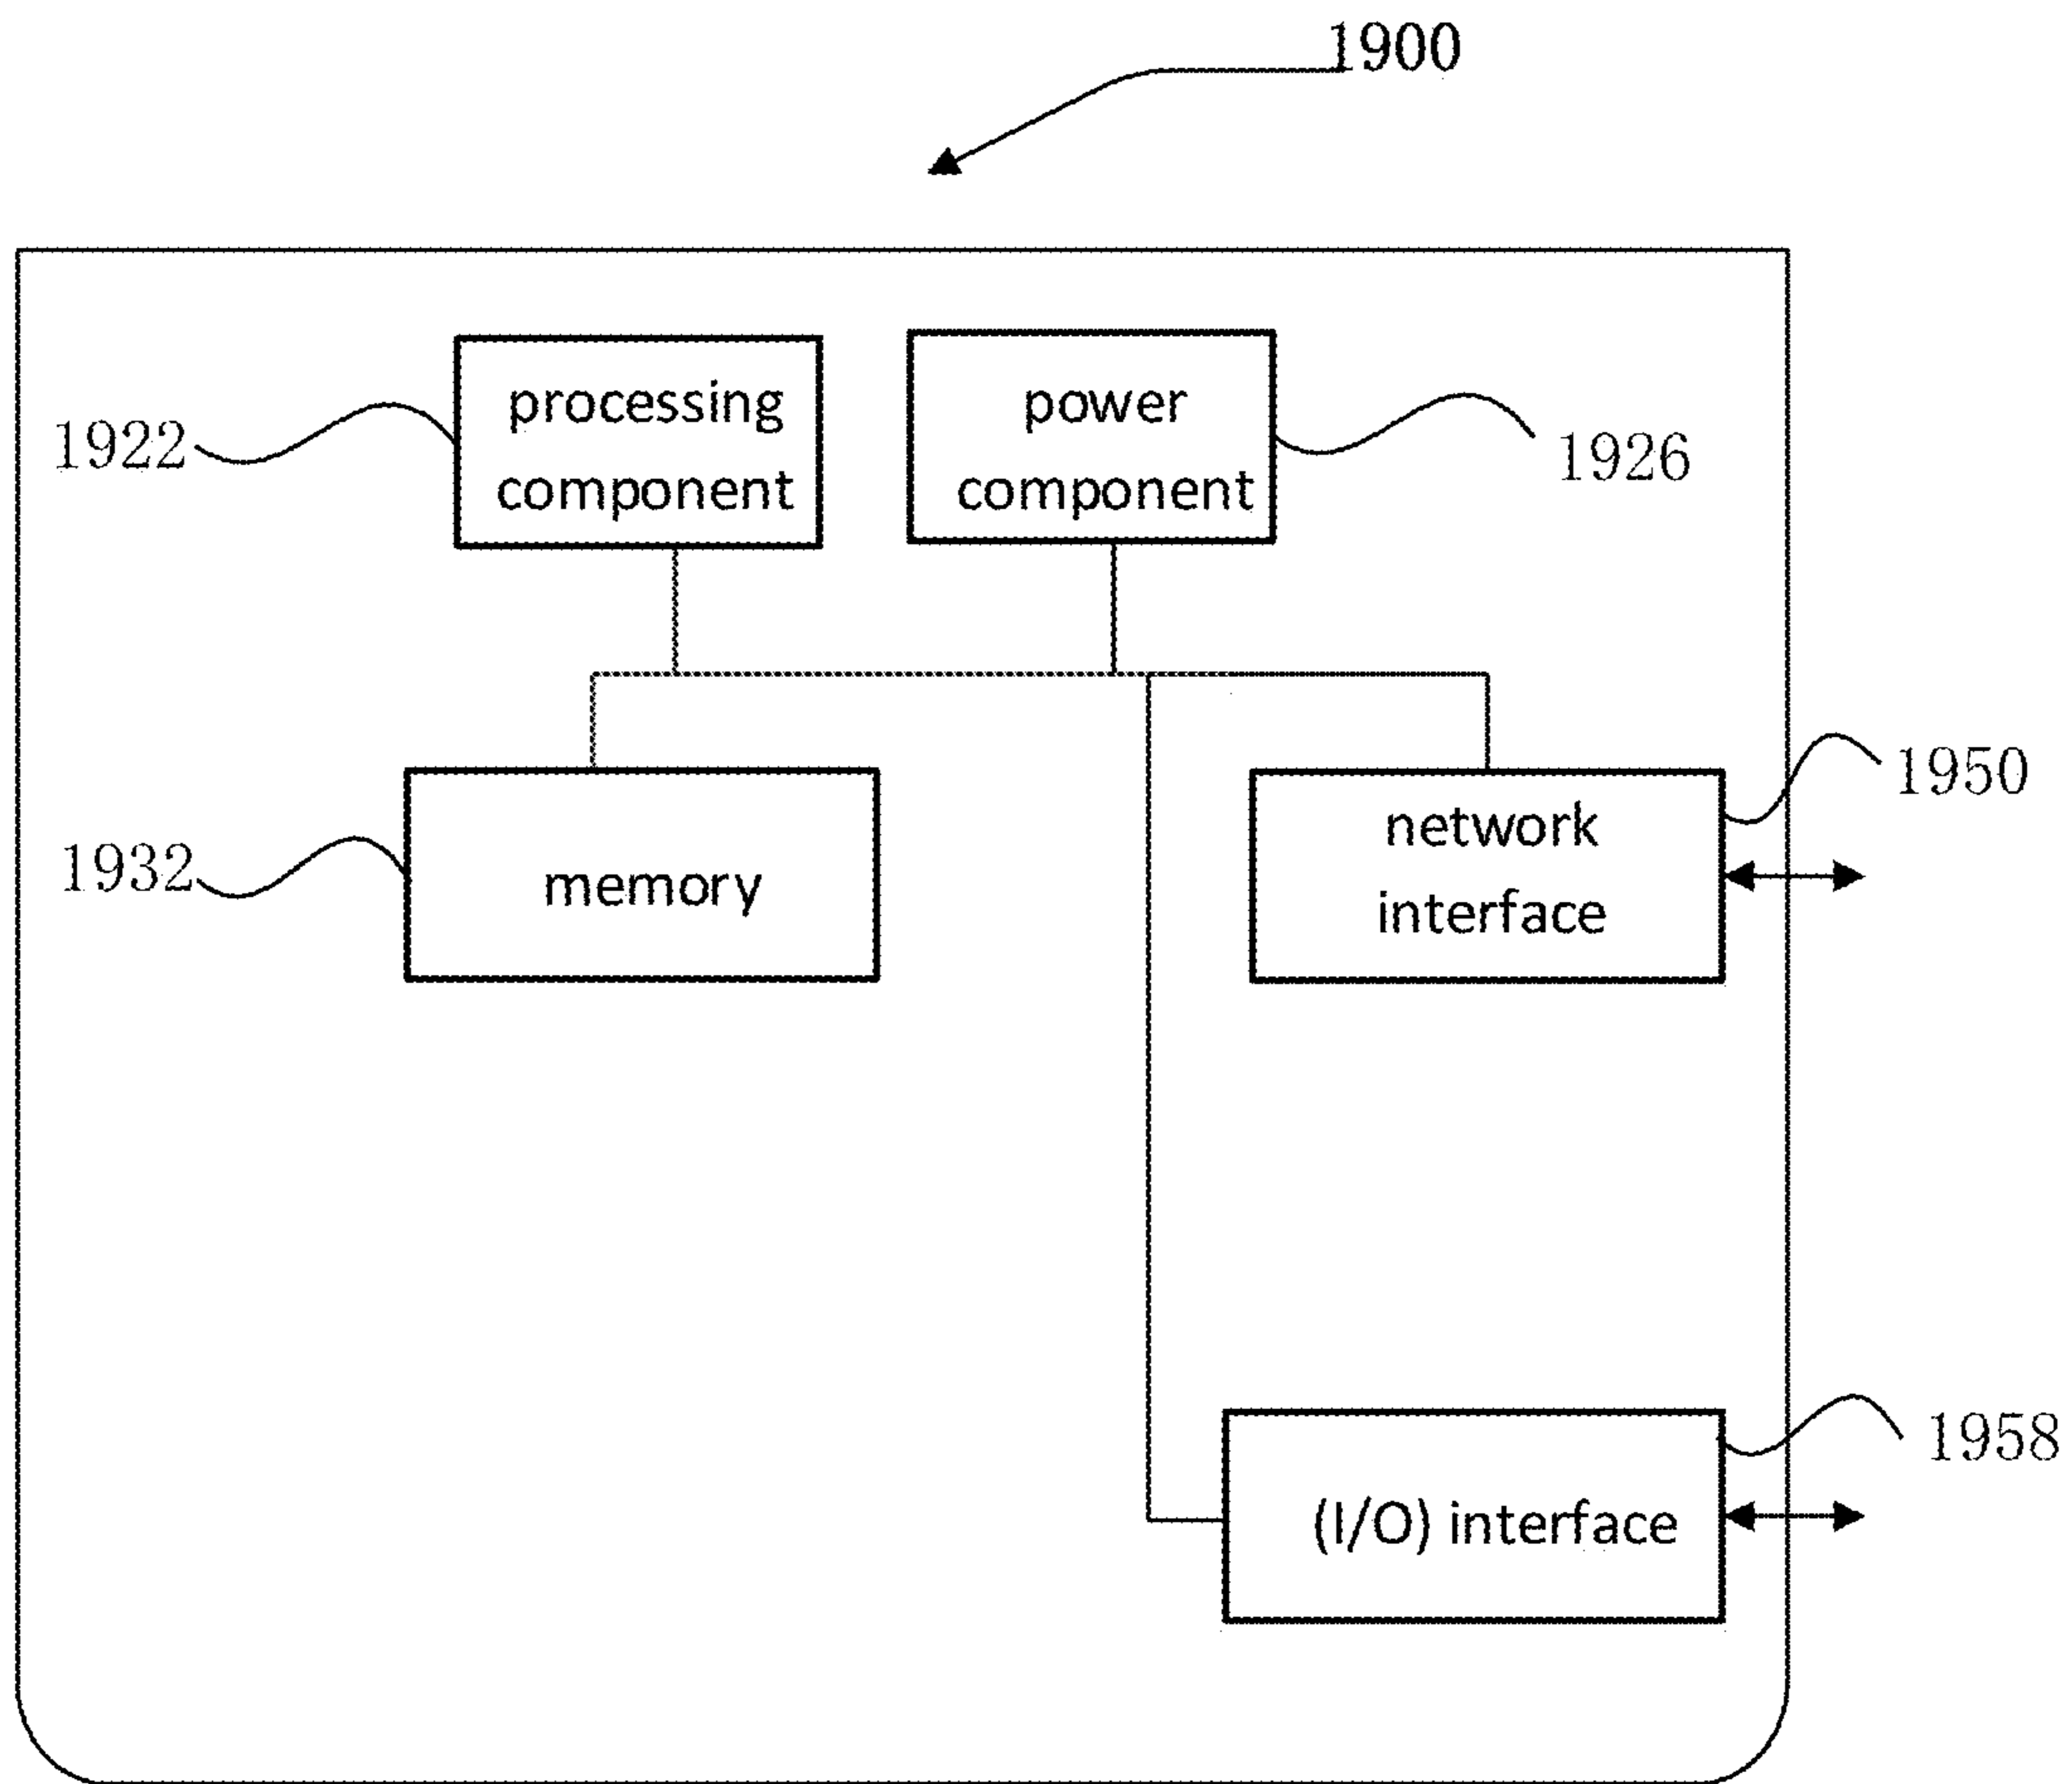 1900
processing
component
1922
power
component
1926
memory
1932
network
interface
1950
(I/O) interface
1958